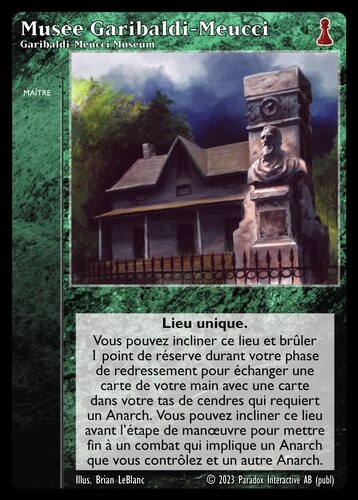 Musée Garibaldi-Meucci
Garibaldi-Meucci Museum
MAÎTRE
Lieu unique.
Vous pouvez incliner ce lieu et brûler
1 point de réserve durant votre phase
de redressement pour échanger une
carte de votre main avec une carte
dans votre tas de cendres qui requiert
un Anarch. Vous pouvez incliner ce lieu
avant l'étape de manœuvre pour mettre
fin à un combat qui implique un Anarch
que vous contrôlez et un autre Anarch.
Illus. Brian LeBlanc
© 2023 Paradox Interactive AB (publ)